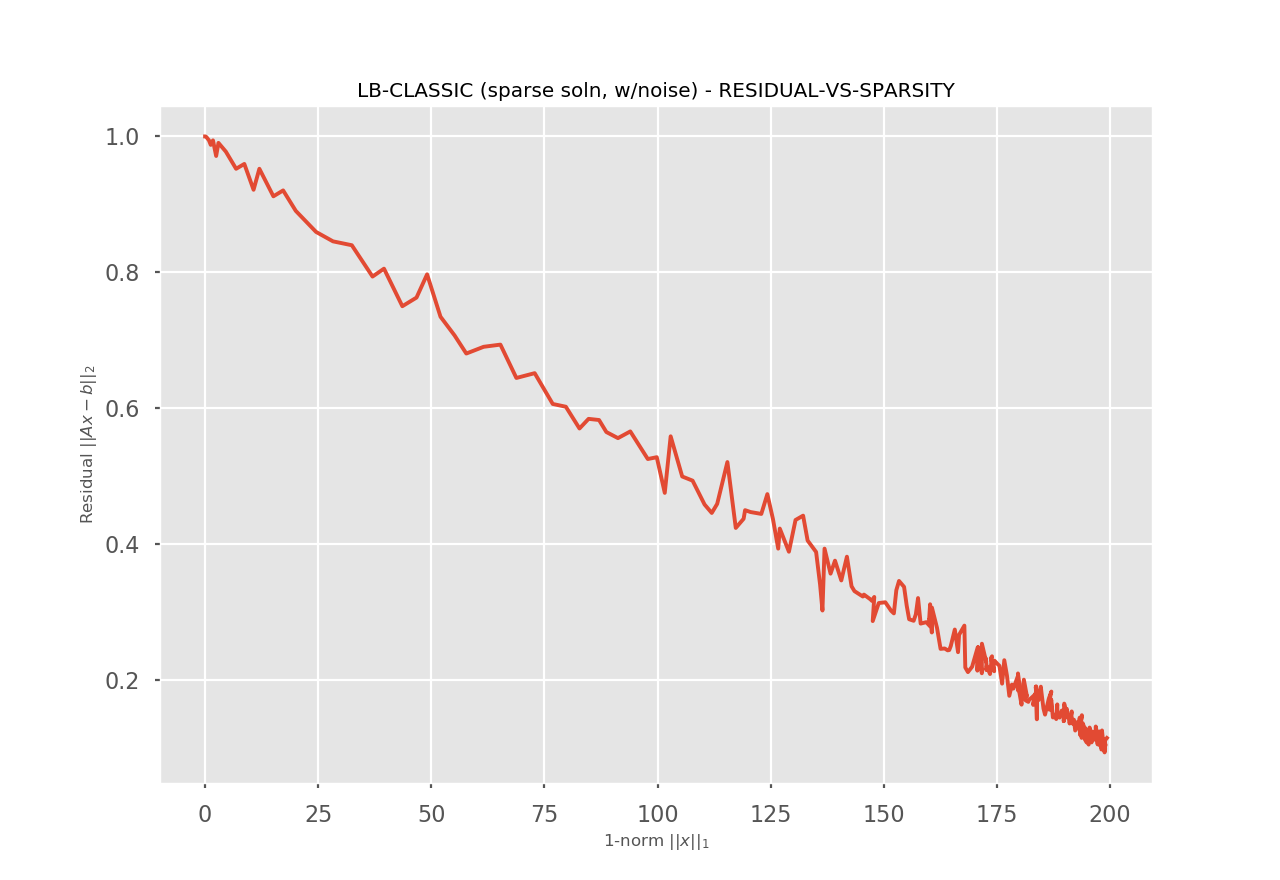 LB-CLASSIC (sparse soln, w/noise) - RESIDUAL-VS-SPARSITY
1.0
0.8
0.6
0.4
0.2
Residual ||Ax − b||₂
0 25 50 75 100 125 150 175 200
1-norm ||x||₁